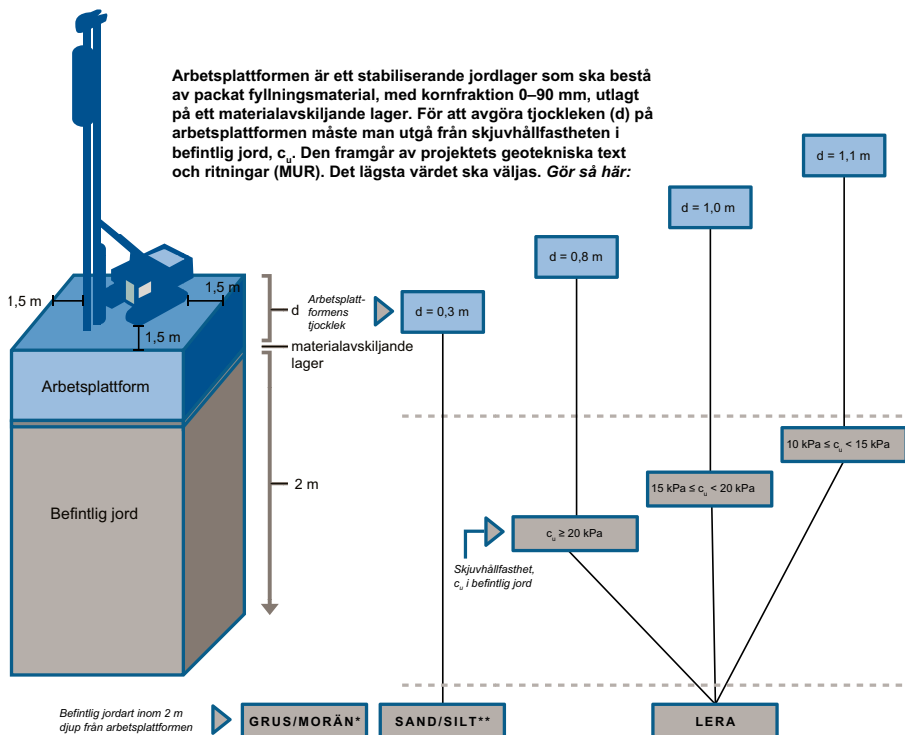 Arbetsplattformen är ett stabiliserande jordlager som ska bestå
av packat fyllningsmaterial, med kornfraktion 0–90 mm, utlagt
på ett materialavskiljande lager. För att avgöra tjockleken (d) på
arbetsplattformen måste man utgå från skjuvhållfastheten i
befintlig jord, cᵤ. Den framgår av projektets geotekniska text
och ritningar (MUR). Det lägsta värdet ska väljas. Gör så här:
d = 1,1 m
d = 1,0 m
d = 0,8 m
d = 0,3 m
1,5 m
1,5 m
1,5 m
d
Arbetsplatt-
formens
tjocklek
materialavskiljande
lager
Arbetsplattform
2 m
Befintlig jord
10 kPa ≤ cᵤ < 15 kPa
15 kPa ≤ cᵤ < 20 kPa
cᵤ ≥ 20 kPa
Skjuvhållfasthet,
cᵤ i befintlig jord
Befintlig jordart inom 2 m
djup från arbetsplattformen
GRUS/MORÄN*
SAND/SILT**
LERA